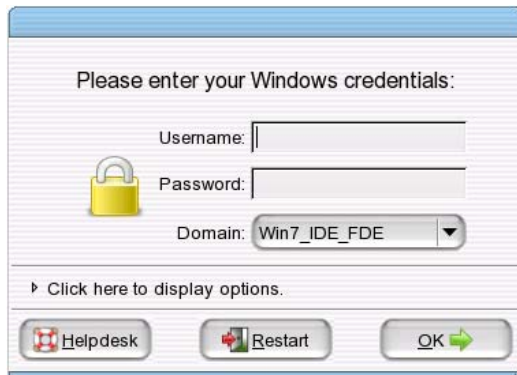 Please enter your Windows credentials:
Username:
Password:
Domain: Win7_IDE_FDE
Click here to display options.
Helpdesk Restart OK